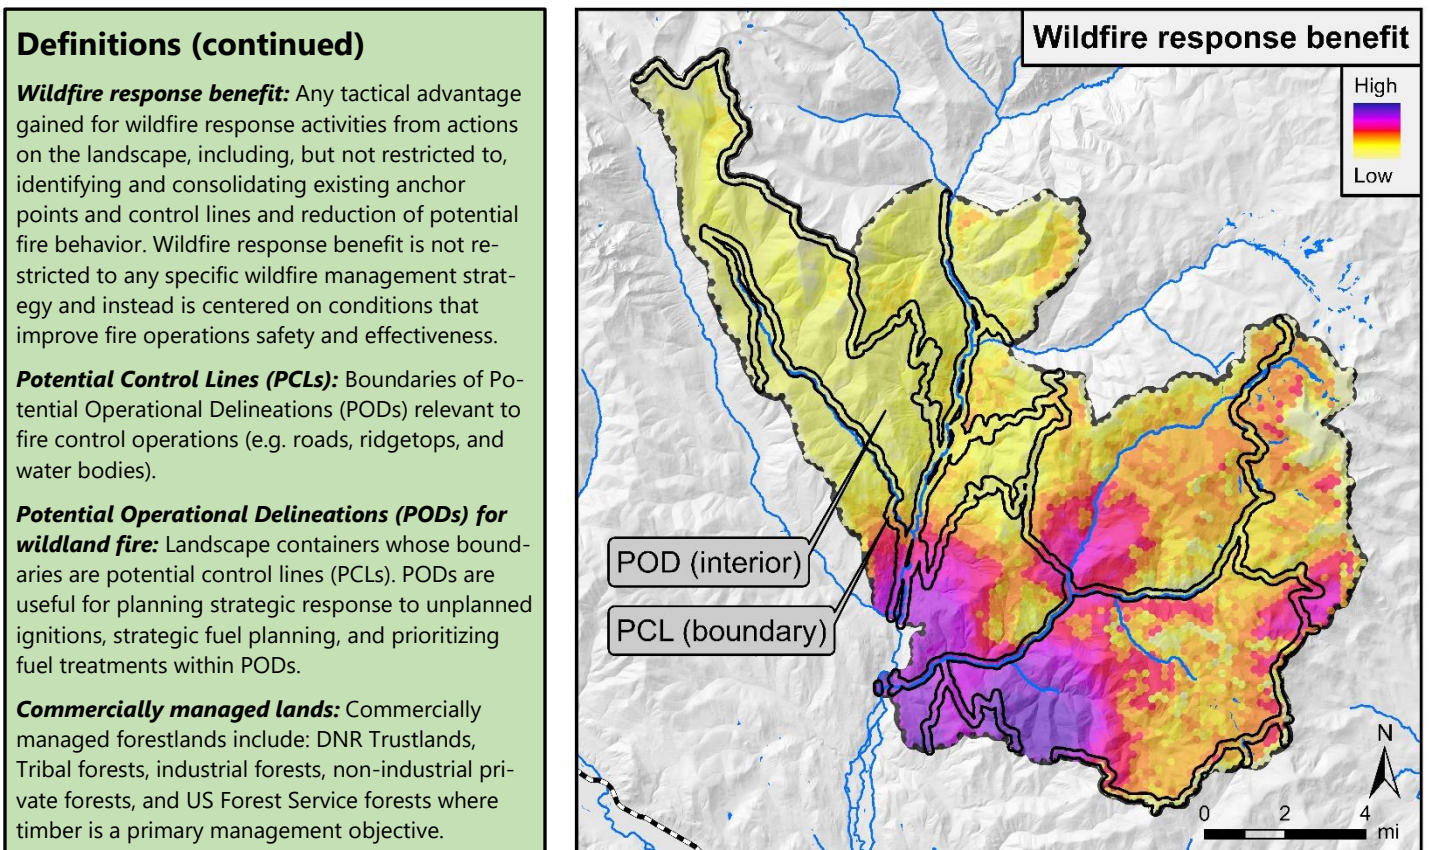 Definitions (continued)
Wildfire response benefit: Any tactical advantage
gained for wildfire response activities from actions
on the landscape, including, but not restricted to,
identifying and consolidating existing anchor
points and control lines and reduction of potential
fire behavior. Wildfire response benefit is not re-
stricted to any specific wildfire management strat-
egy and instead is centered on conditions that
improve fire operations safety and effectiveness.
Potential Control Lines (PCLs): Boundaries of Po-
tential Operational Delineations (PODs) relevant to
fire control operations (e.g. roads, ridgetops, and
water bodies).
Potential Operational Delineations (PODs) for
wildland fire: Landscape containers whose bound-
aries are potential control lines (PCLs). PODs are
useful for planning strategic response to unplanned
ignitions, strategic fuel planning, and prioritizing
fuel treatments within PODs.
Commercially managed lands: Commercially
managed forestlands include: DNR Trustlands,
Tribal forests, industrial forests, non-industrial pri-
vate forests, and US Forest Service forests where
timber is a primary management objective.
Wildfire response benefit
High
Low
POD (interior)
PCL (boundary)
N
0 2 4
mi